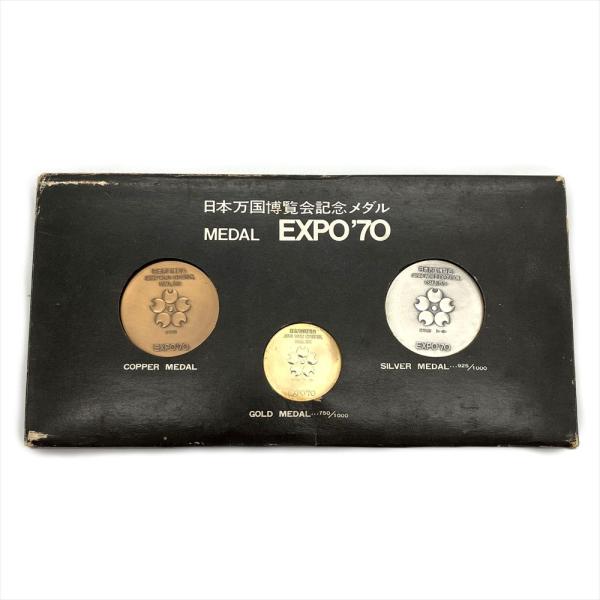 日本万国博覧会記念メダル
MEDAL EXPO'70
EXPO'70
COPPER MEDAL
EXPO'70
SILVER MEDAL...925/1000
EXPO'70
GOLD MEDAL...750/1000